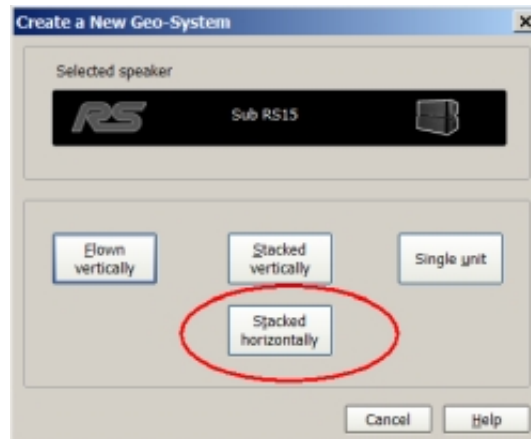 Create a New Geo-System
Selected speaker
RS Sub RS15
Flown
vertically
Stacked
vertically
Single unit
Stacked
horizontally
Cancel Help